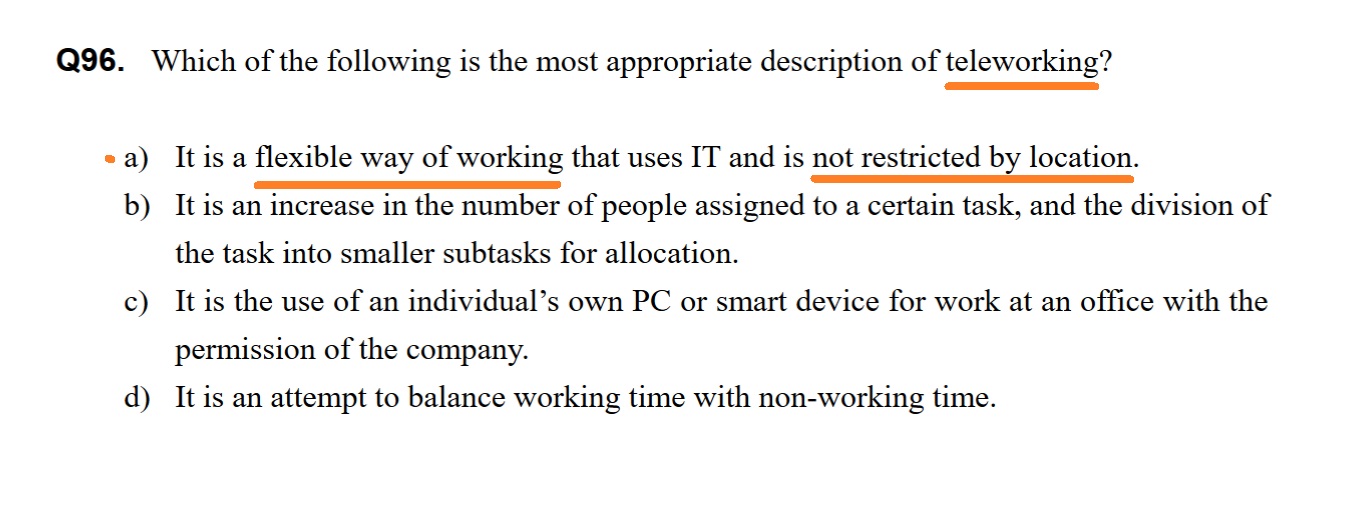 Q96. Which of the following is the most appropriate description of teleworking?
a) It is a flexible way of working that uses IT and is not restricted by location.
b) It is an increase in the number of people assigned to a certain task, and the division of
the task into smaller subtasks for allocation.
c) It is the use of an individual’s own PC or smart device for work at an office with the
permission of the company.
d) It is an attempt to balance working time with non-working time.